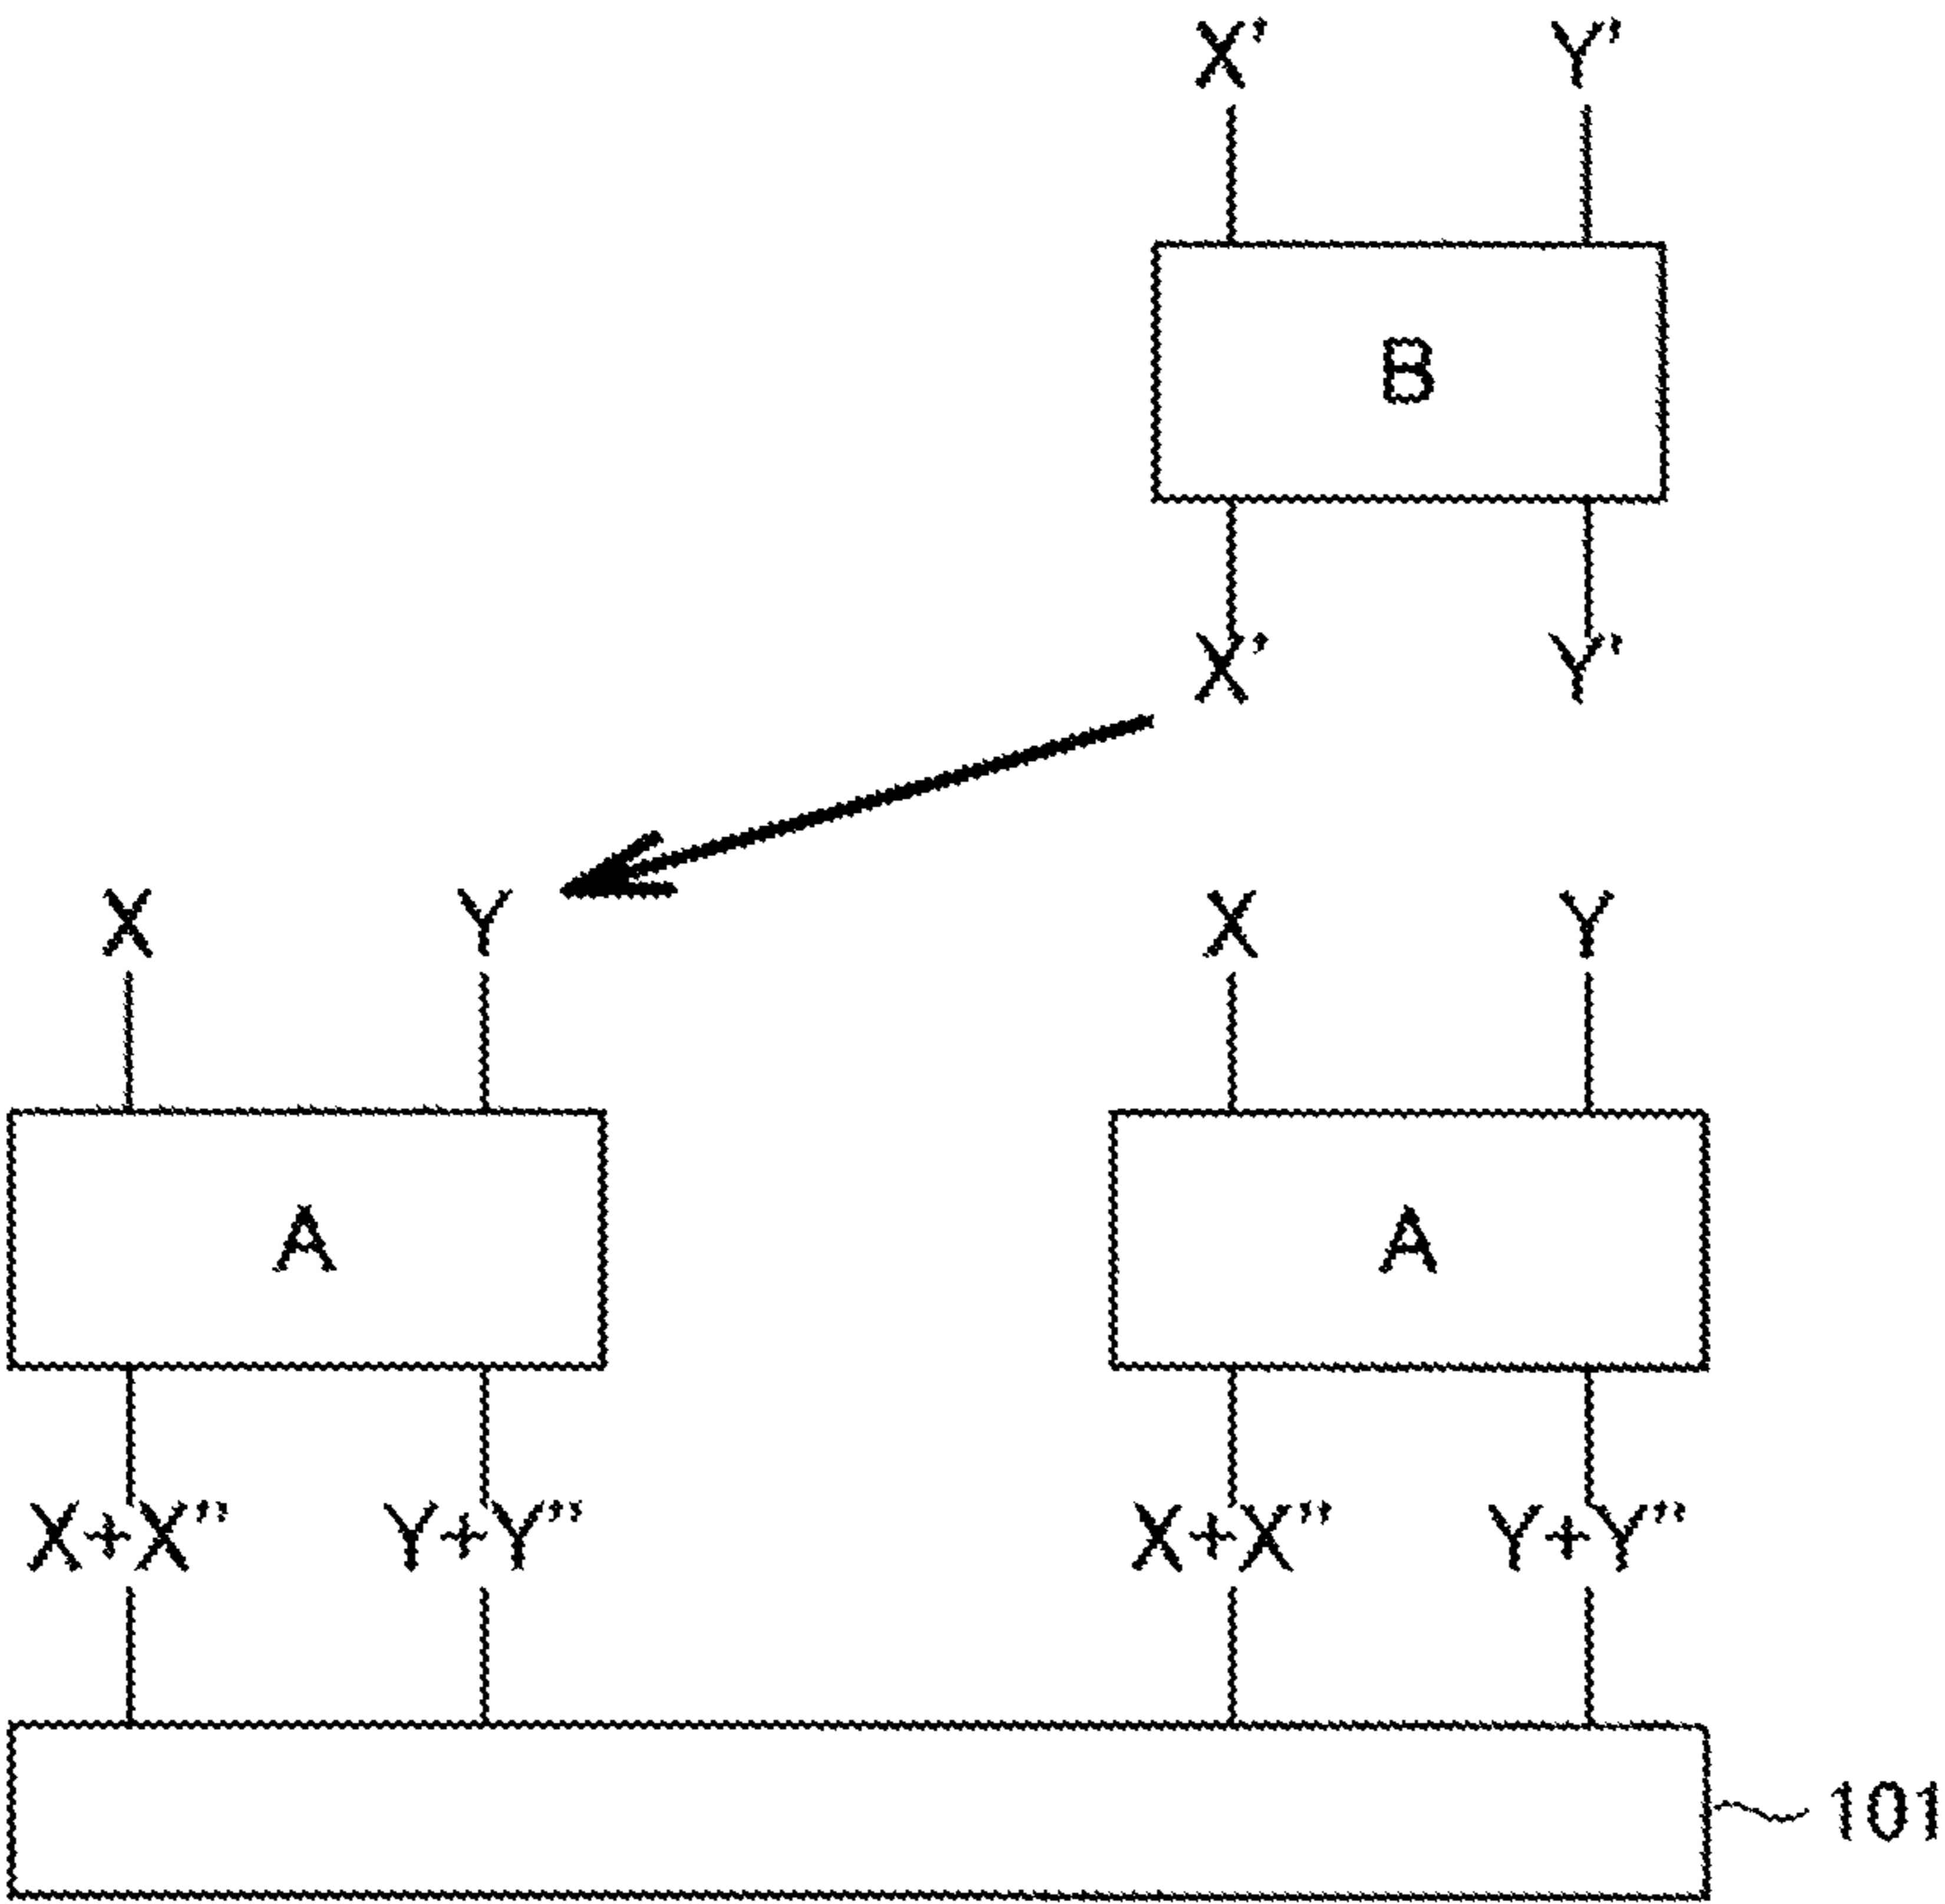 X' Y'
B
X' Y'
X Y X Y
A A
X+X" Y+Y" X+X" Y+Y"
101